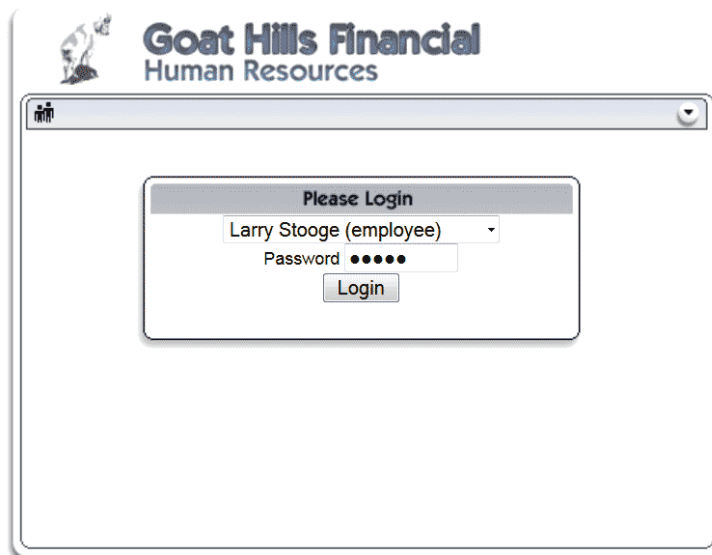 Goat Hills Financial
Human Resources
Please Login
Larry Stooge (employee)
Password ●●●●●
Login